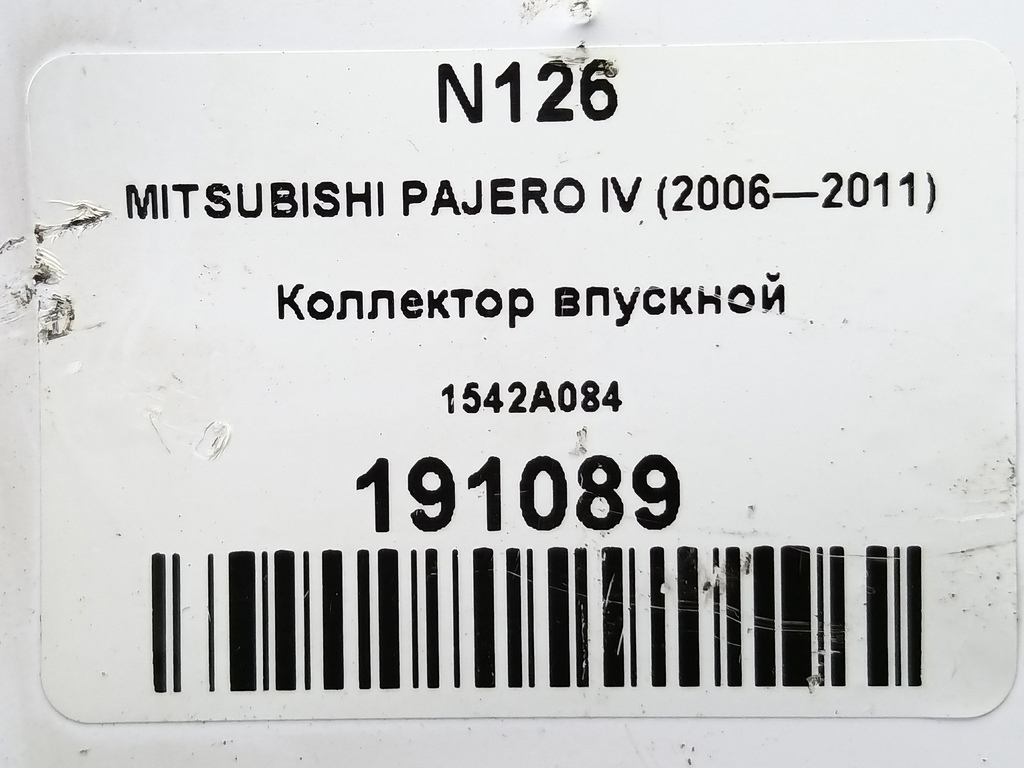 N126
MITSUBISHI PAJERO IV (2006—2011)
Коллектор впускной
1542A084
191089